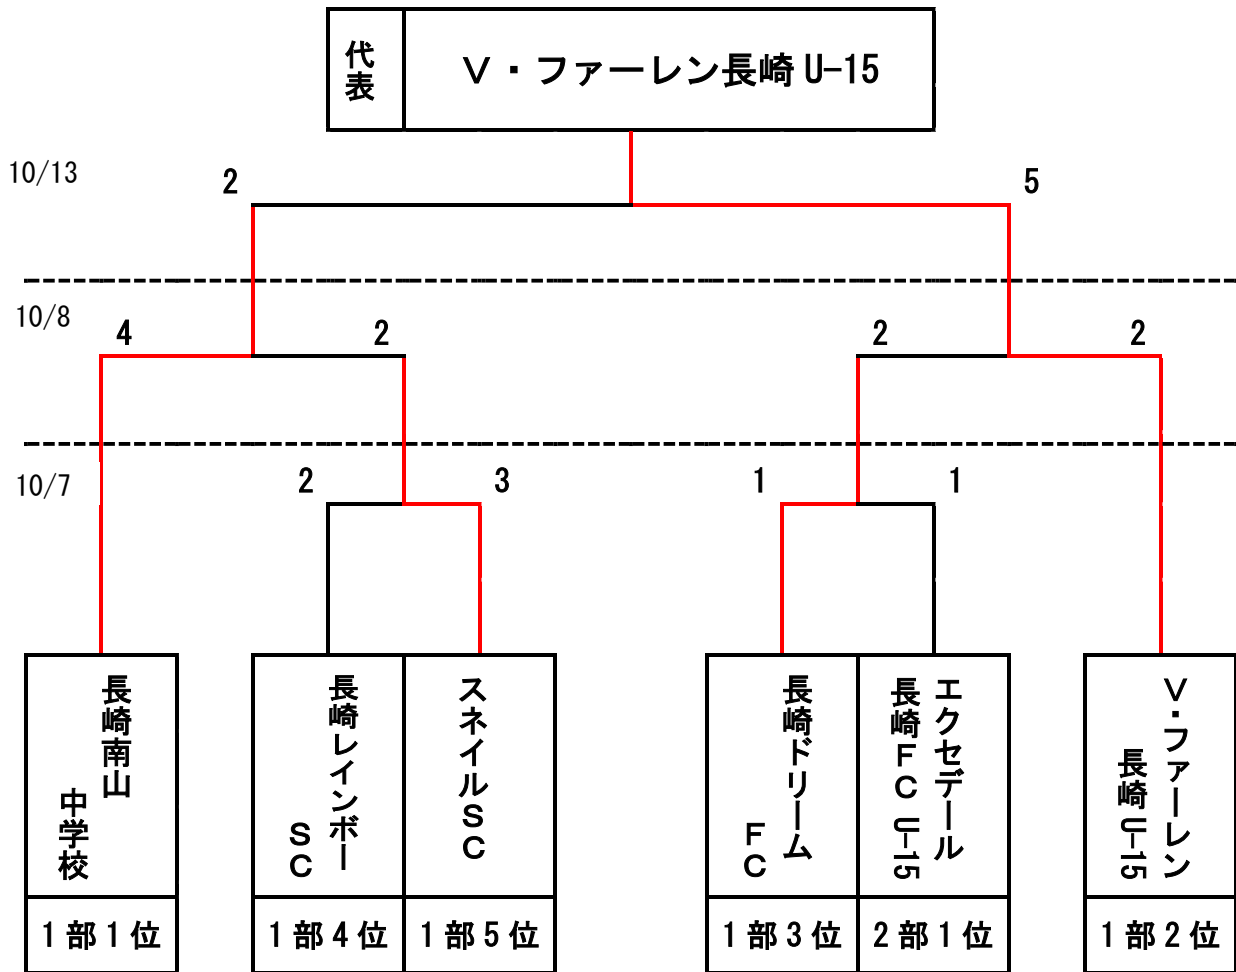 代表
V・ファーレン長崎U-15
10/13
2
5
10/8
4
2
2
2
10/7
2
3
1
1
長崎南山
中学校
長崎レインボー
SC
スネイルSC
長崎ドリーム
FC
エクセデール
長崎FC U-15
V・ファーレン
長崎U-15
1部1位
1部4位
1部5位
1部3位
2部1位
1部2位